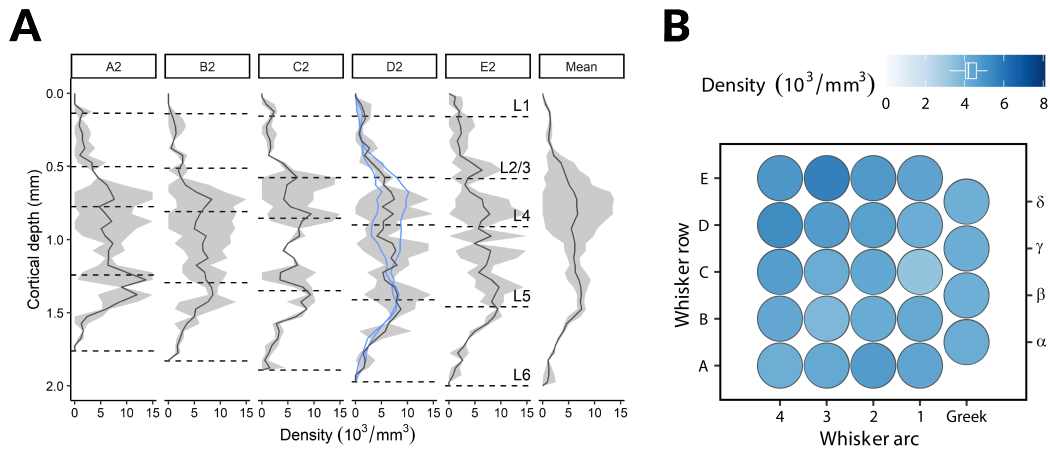 A
A2 B2 C2 D2 E2 Mean
0.0
0.5
1.0
1.5
2.0
Cortical depth (mm)
L1
L2/3
L4
L5
L6
0 5 10 15 0 5 10 15 0 5 10 15 0 5 10 15 0 5 10 15 0 5 10 15
Density (10³/mm³)
B
Density (10³/mm³)
0 2 4 6 8
E
D
C
B
A
Whisker row
δ
γ
β
α
4 3 2 1 Greek
Whisker arc